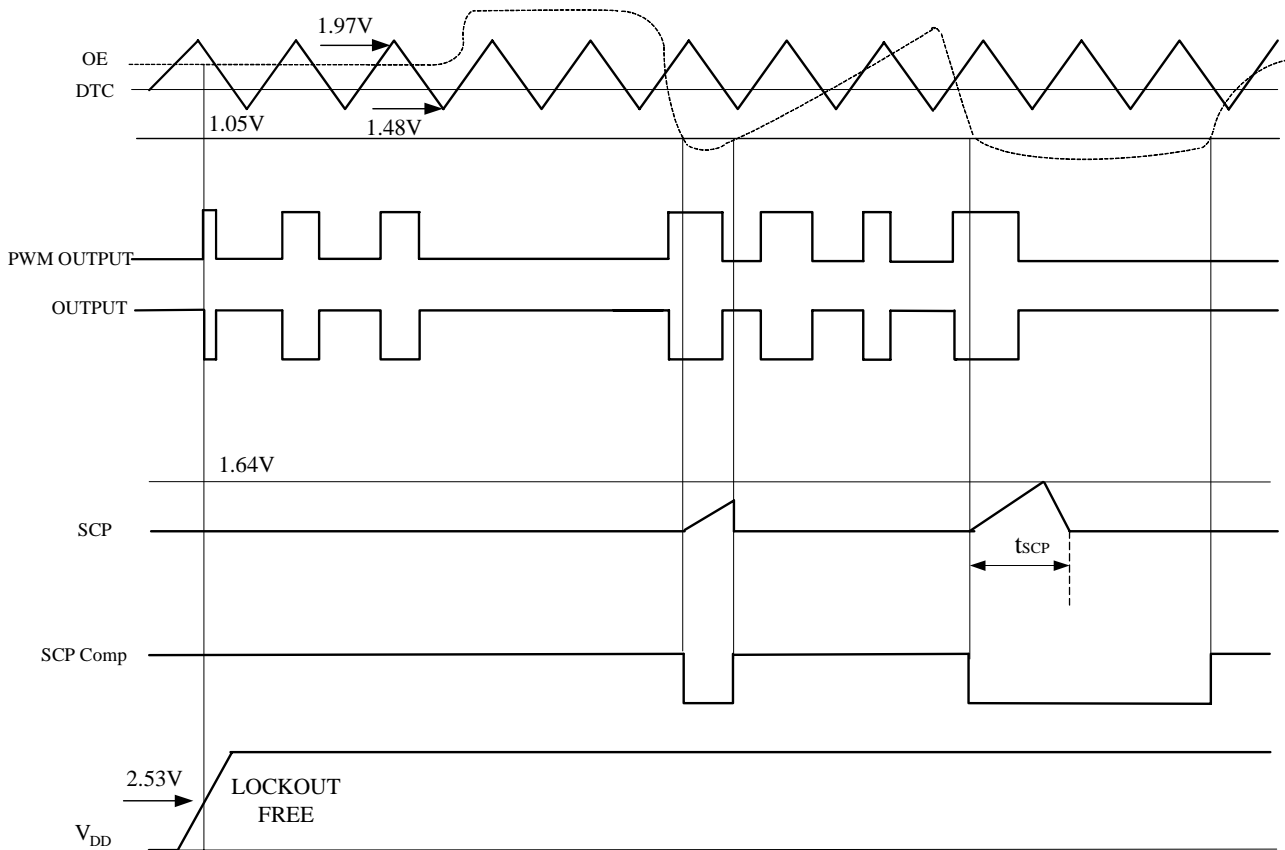 1.97V
OE
DTC
1.05V
1.48V
PWM OUTPUT
OUTPUT
1.64V
SCP
tSCP
SCP Comp
2.53V
LOCKOUT
FREE
VDD